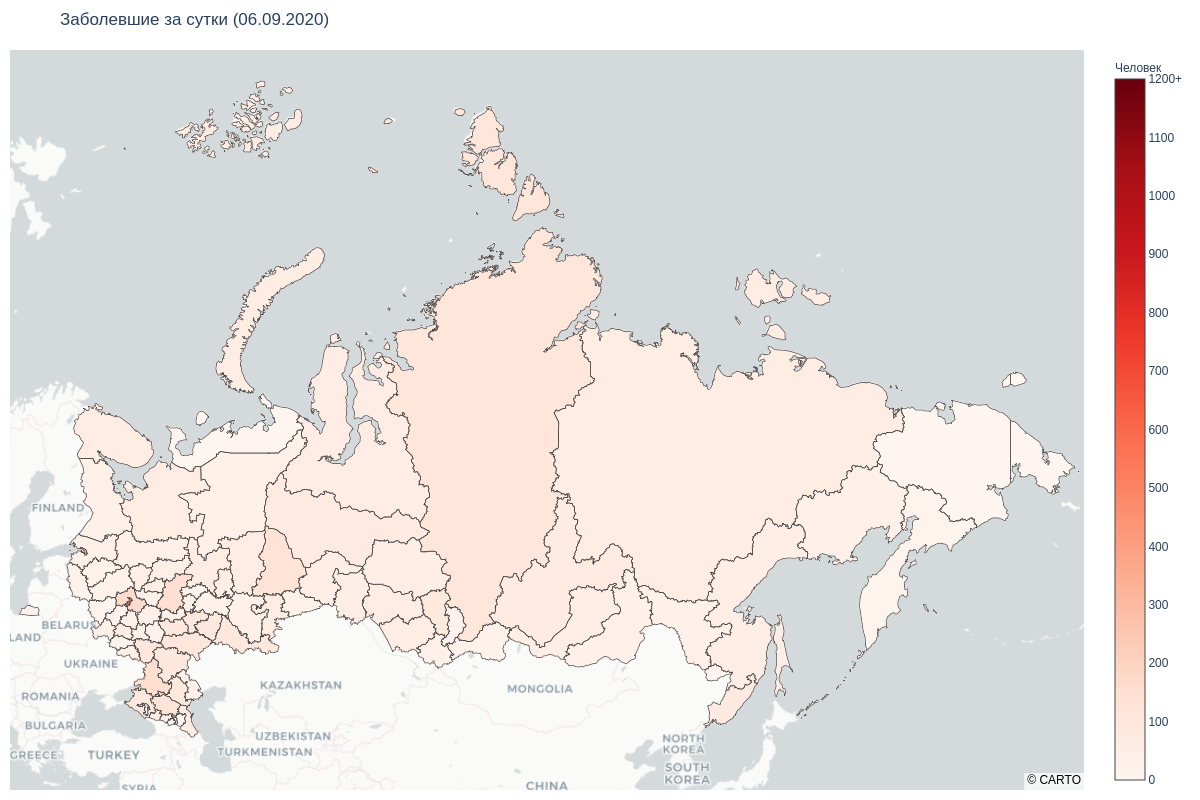 Заболевшие за сутки (06.09.2020)
Человек
1200+
1100
1000
900
800
700
600
500
400
300
200
100
0
FINLAND
BELARUS
LAND
UKRAINE
ROMANIA
BULGARIA
GREECE
TURKEY
SYRIA
KAZAKHSTAN
UZBEKISTAN
TURKMENISTAN
MONGOLIA
CHINA
NORTH
KOREA
SOUTH
KOREA
© CARTO